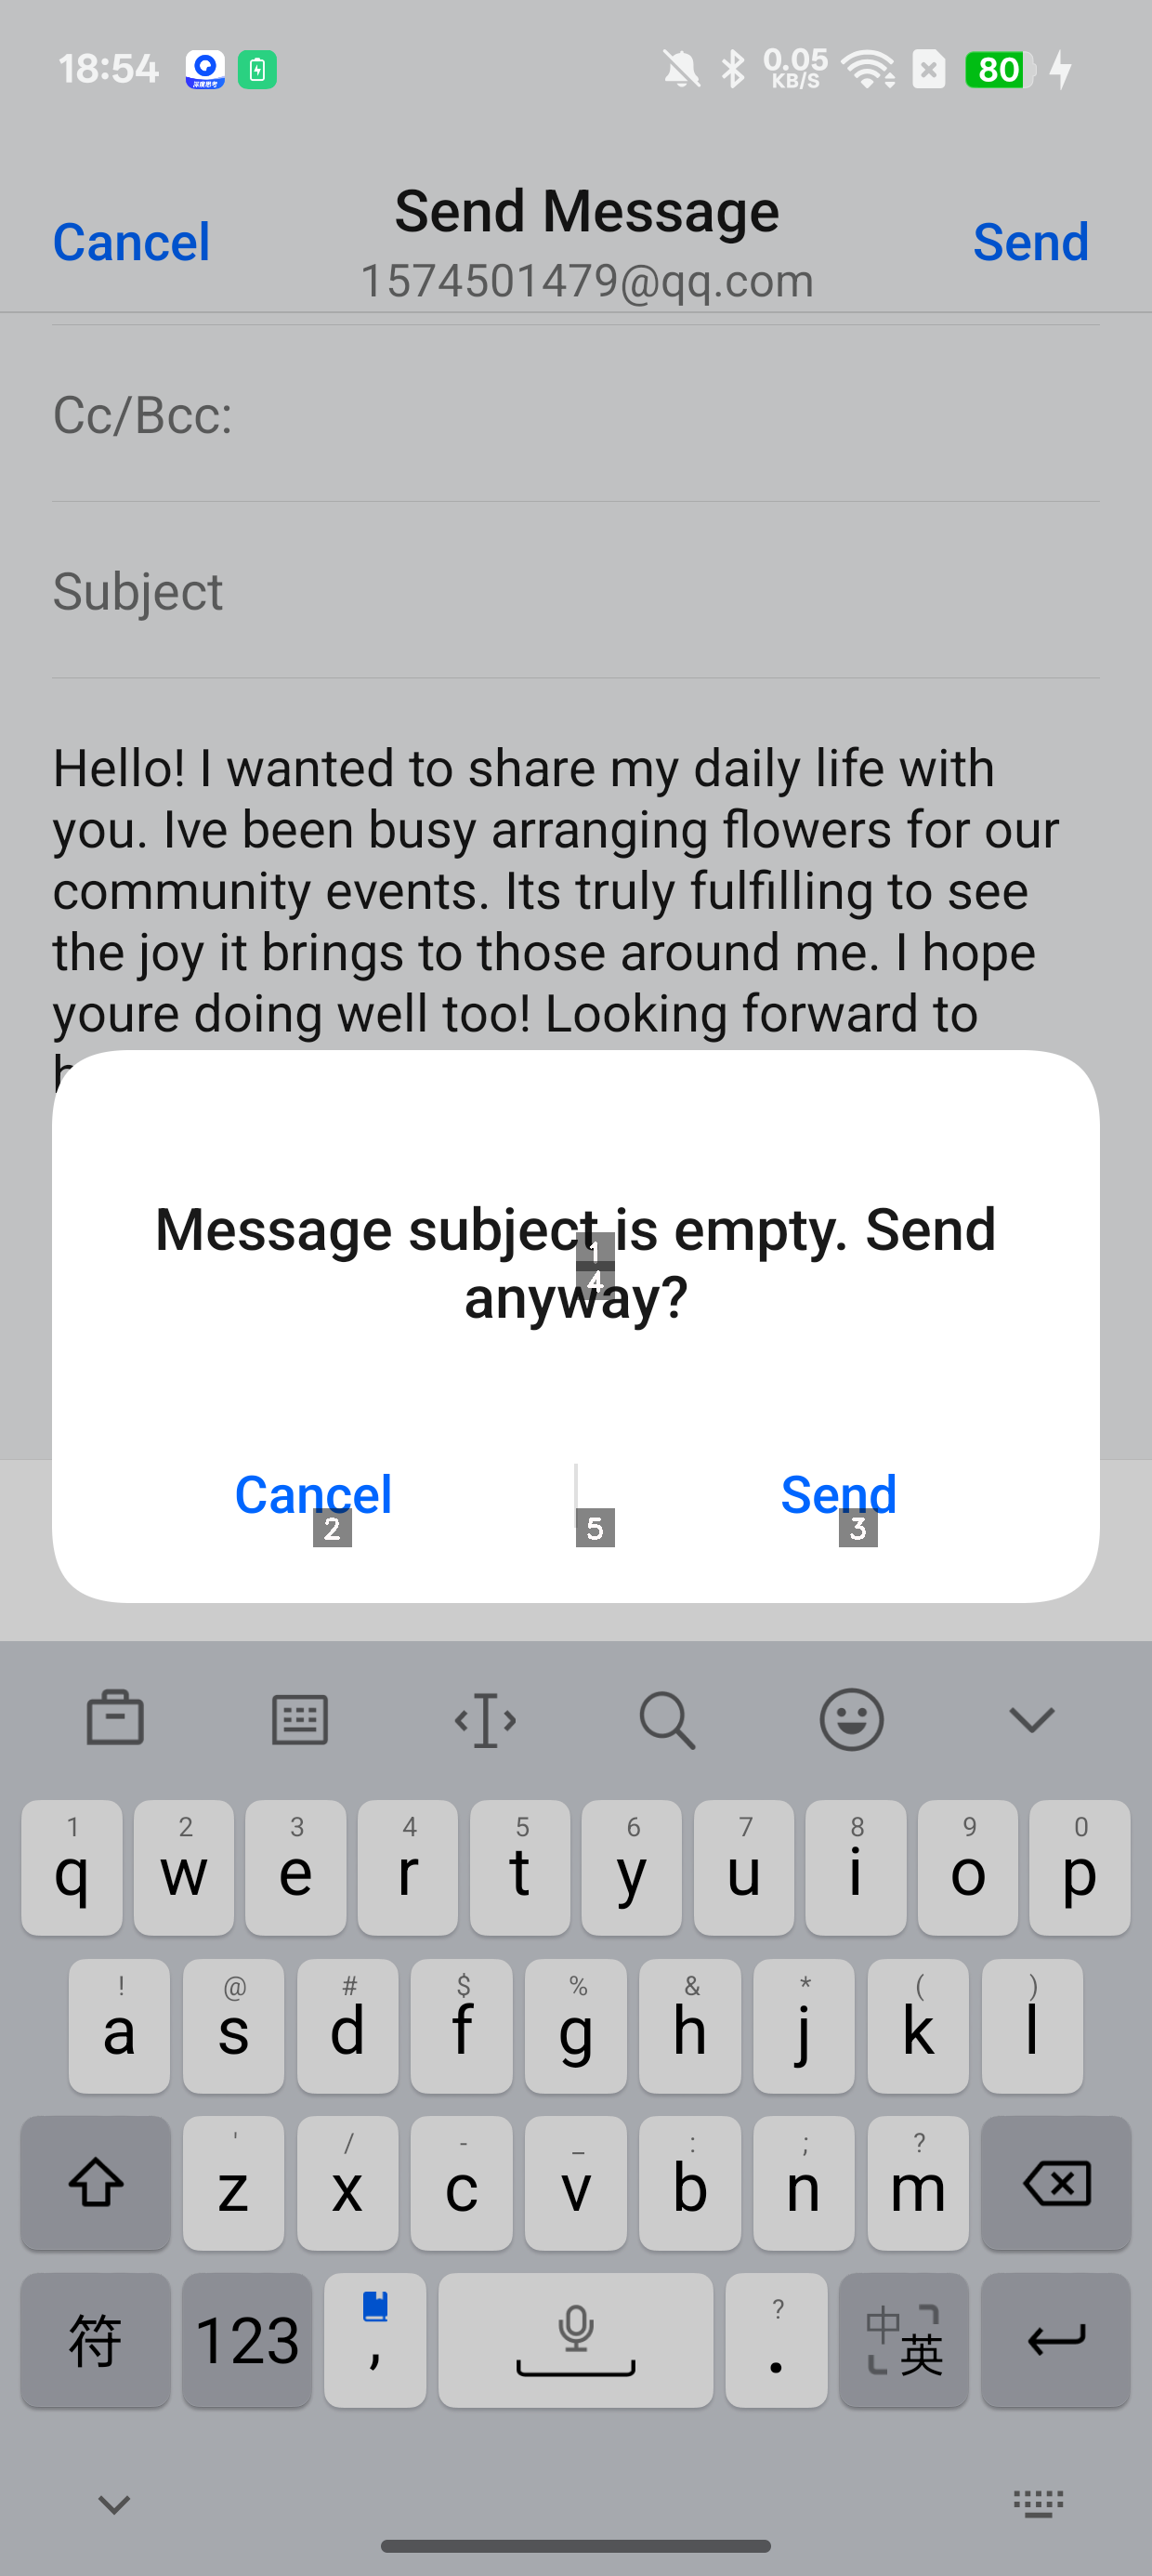 18:54
0.05
KB/S
80
Cancel
Send Message
Send
1574501479@qq.com
Cc/Bcc:
Subject
Hello! I wanted to share my daily life with
you. Ive been busy arranging flowers for our
community events. Its truly fulfilling to see
the joy it brings to those around me. I hope
youre doing well too! Looking forward to
Message subject is empty. Send
anyway?
1
4
Cancel
Send
2
5
3
1 2 3 4 5 6 7 8 9 0
q w e r t y u i o p
! @ # $ % & * ( )
a s d f g h j k l
' / - _ : ; ?
z x c v b n m
符 123 , ? . 中 英